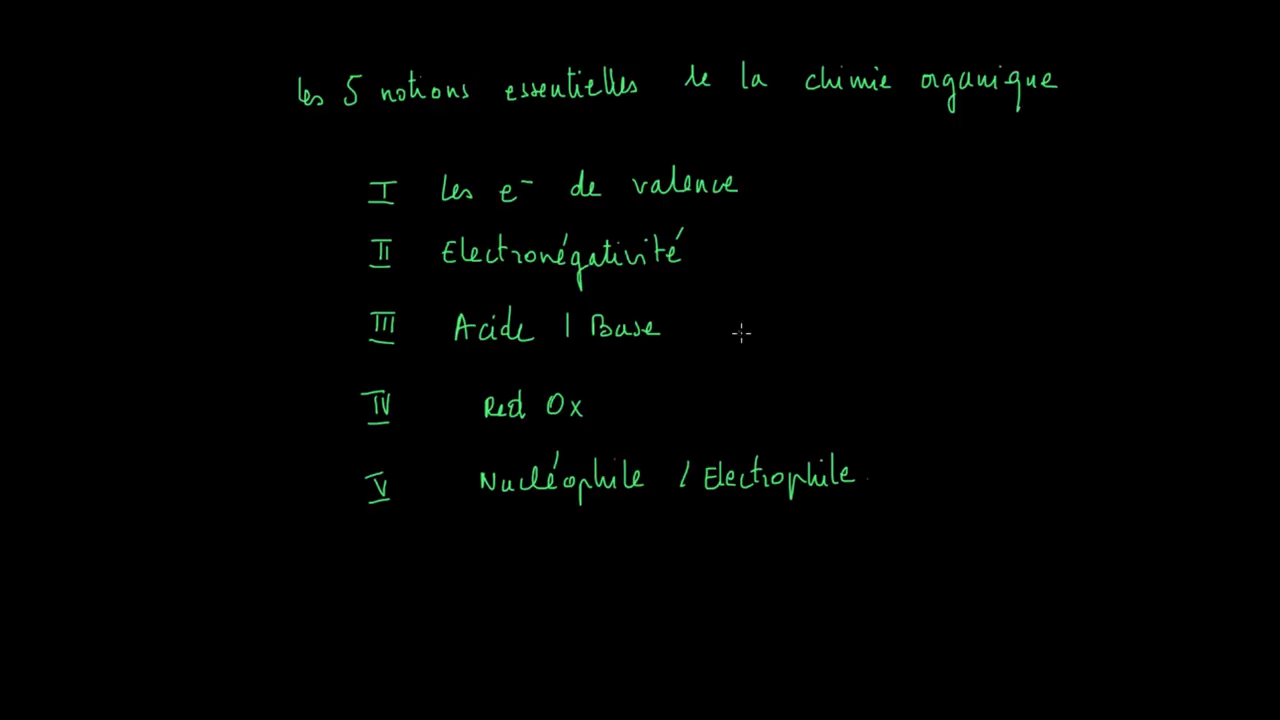 Les 5 notions essentielles de la chimie organique
I Les e⁻ de valence
II Electronégativité
III Acide | Base
IV Red Ox
V Nucléophile / Electrophile